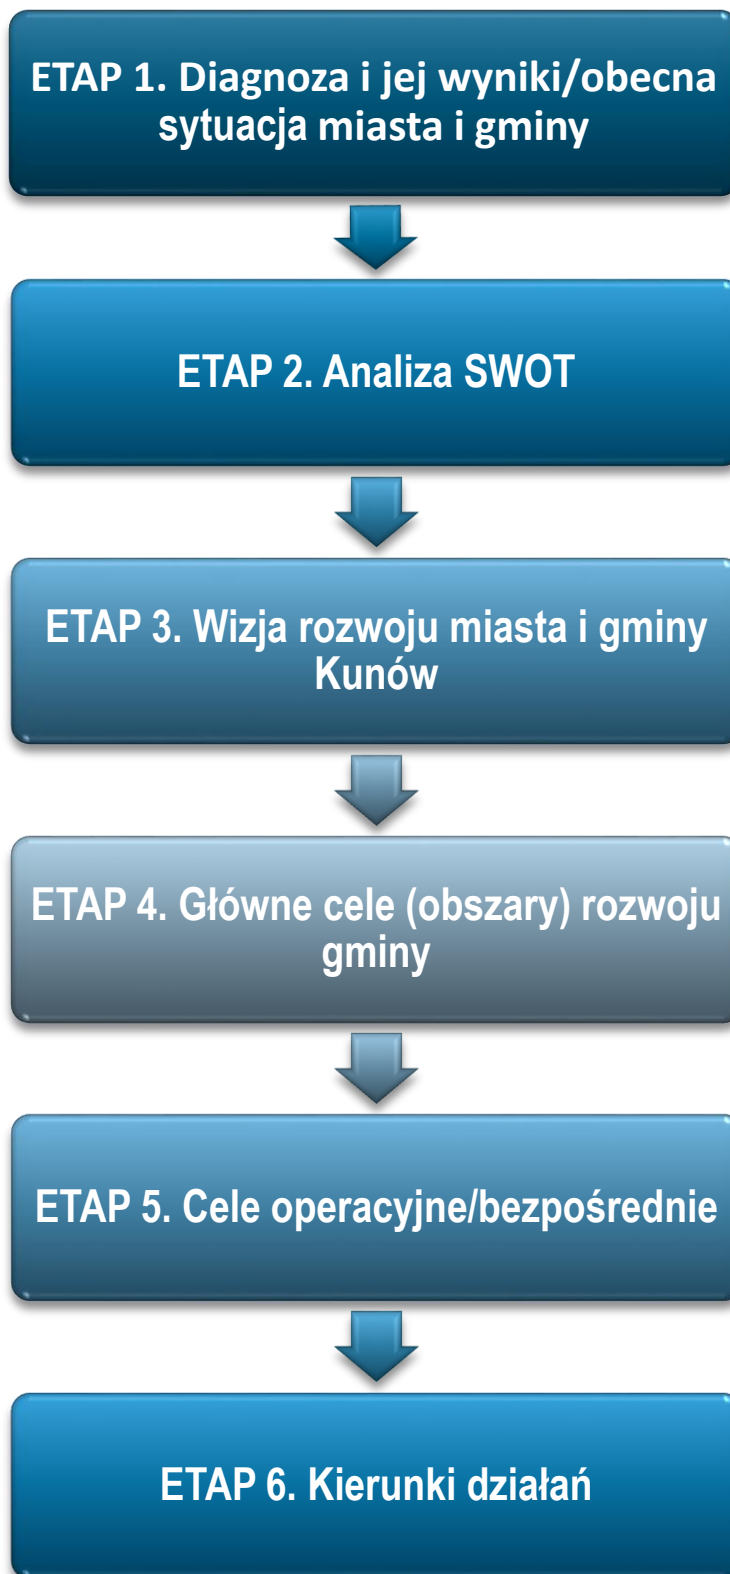 ETAP 1. Diagnoza i jej wyniki/obecna
sytuacja miasta i gminy
ETAP 2. Analiza SWOT
ETAP 3. Wizja rozwoju miasta i gminy
Kunów
ETAP 4. Główne cele (obszary) rozwoju
gminy
ETAP 5. Cele operacyjne/bezpośrednie
ETAP 6. Kierunki działań